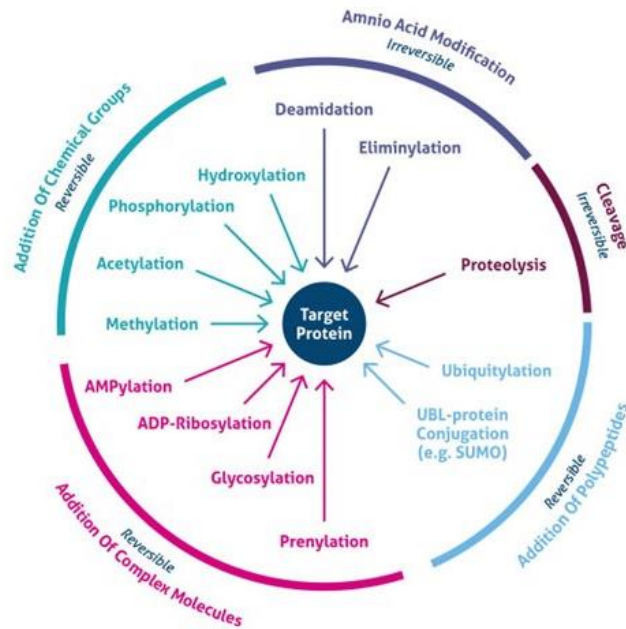 Amnio Acid Modification
Irreversible
Deamidation
Eliminylation
Cleavage
Irreversible
Proteolysis
Addition Of Chemical Groups
Reversible
Hydroxylation
Phosphorylation
Acetylation
Methylation
Target
Protein
AMPylation
ADP-Ribosylation
Glycosylation
Prenylation
Reversible
Addition Of Complex Molecules
Ubiquitylation
UBL-protein
Conjugation
(e.g. SUMO)
Reversible
Addition Of Polypeptides